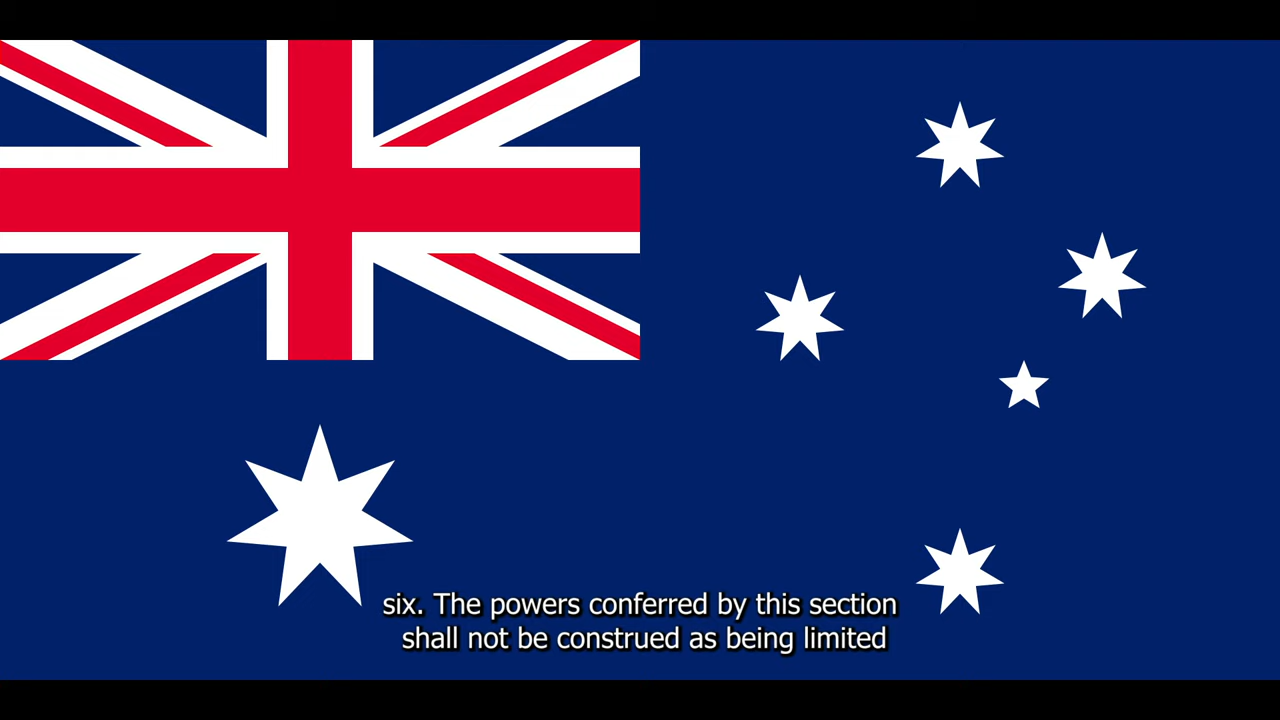 six. The powers conferred by this section
shall not be construed as being limited